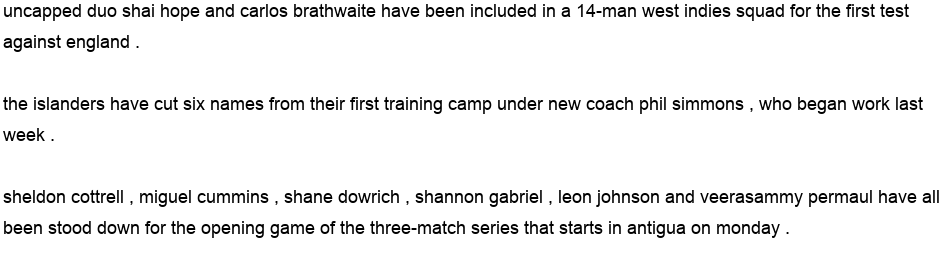 uncapped duo shai hope and carlos brathwaite have been included in a 14-man west indies squad for the first test
against england .
the islanders have cut six names from their first training camp under new coach phil simmons , who began work last
week .
sheldon cottrell , miguel cummins , shane dowrich , shannon gabriel , leon johnson and veerasammy permaul have all
been stood down for the opening game of the three-match series that starts in antigua on monday .